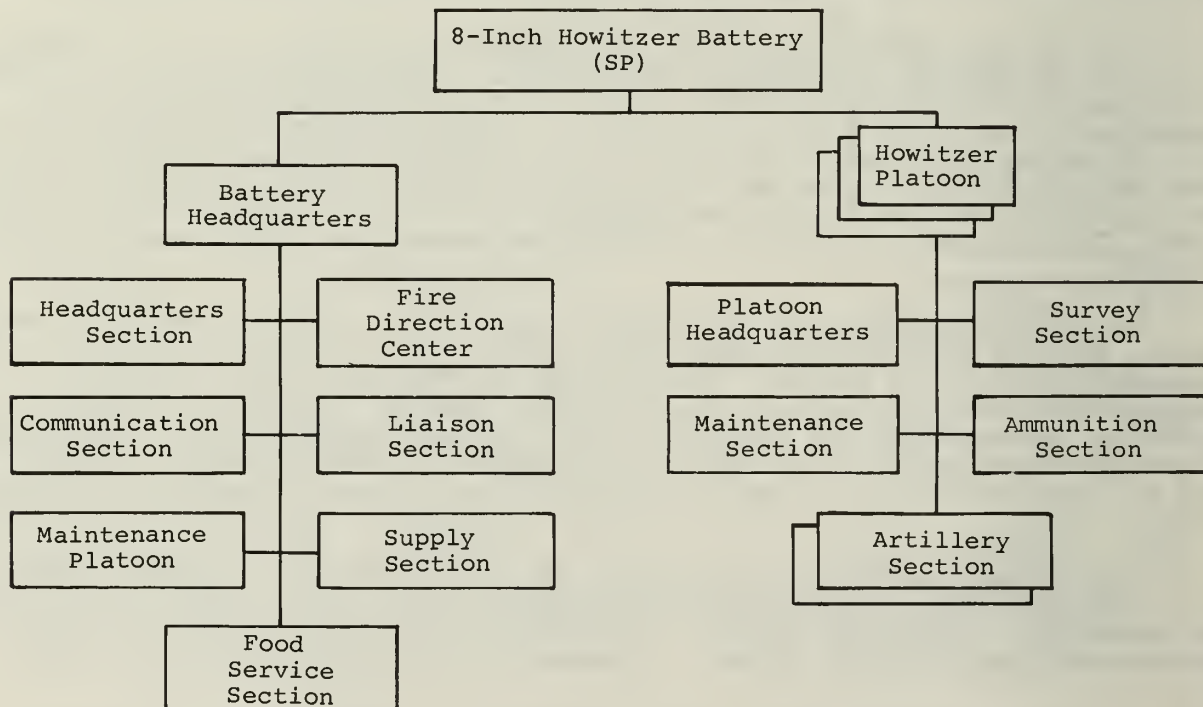 8-Inch Howitzer Battery
(SP)
Battery
Headquarters
Howitzer
Platoon
Headquarters
Section
Fire
Direction
Center
Communication
Section
Liaison
Section
Maintenance
Platoon
Supply
Section
Food
Service
Section
Platoon
Headquarters
Survey
Section
Maintenance
Section
Ammunition
Section
Artillery
Section